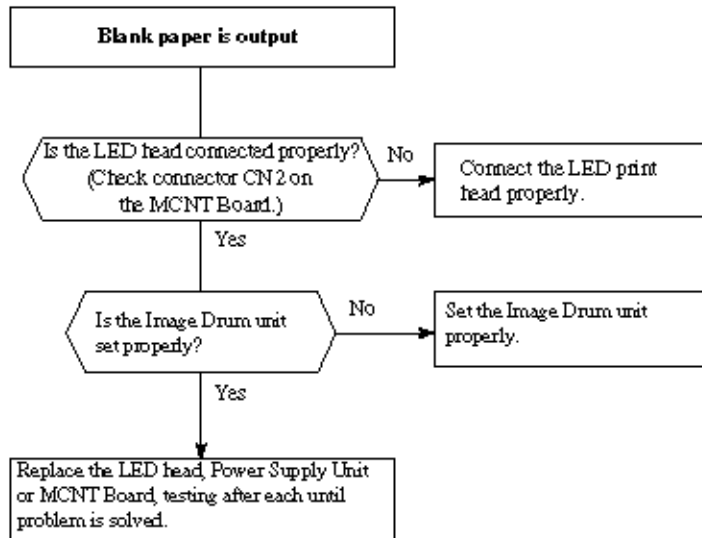 Blank paper is output
Is the LED head connected properly?
(Check connector CN 2 on
the MCNT Board.)
No
Connect the LED print
head properly.
Yes
Is the Image Drum unit
set properly?
No
Set the Image Drum unit
properly.
Yes
Replace the LED head, Power Supply Unit
or MCNT Board, testing after each until
problem is solved.